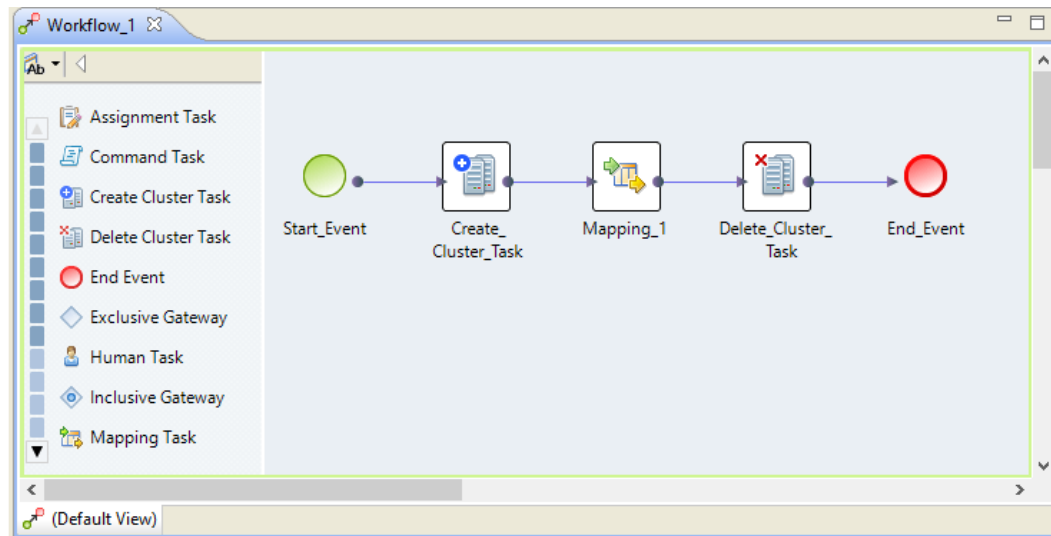 Workflow_1
Ab
Assignment Task
Command Task
Create Cluster Task
Delete Cluster Task
End Event
Exclusive Gateway
Human Task
Inclusive Gateway
Mapping Task
Start_Event
Create_
Cluster_Task
Mapping_1
Delete_Cluster_
Task
End_Event
(Default View)